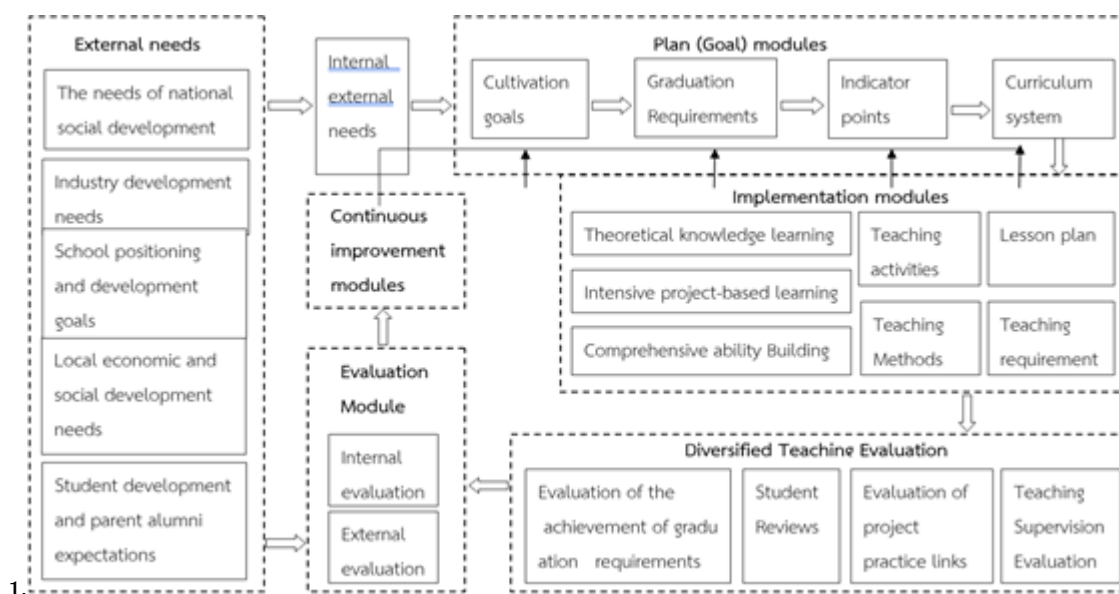 External needs
The needs of national
social development
Industry development
needs
School positioning
and development
goals
Local economic and
social development
needs
Student development
and parent alumni
expectations
Internal
external
needs
Plan (Goal) modules
Cultivation
goals
Graduation
Requirements
Indicator
points
Curriculum
system
Continuous
improvement
modules
Implementation modules
Theoretical knowledge learning
Intensive project-based learning
Comprehensive ability Building
Teaching
activities
Lesson plan
Teaching
Methods
Teaching
requirement
Evaluation
Module
Internal
evaluation
External
evaluation
Diversified Teaching Evaluation
Evaluation of the
achievement of gradu
ation requirements
Student
Reviews
Evaluation of
project
practice links
Teaching
Supervision
Evaluation
1.